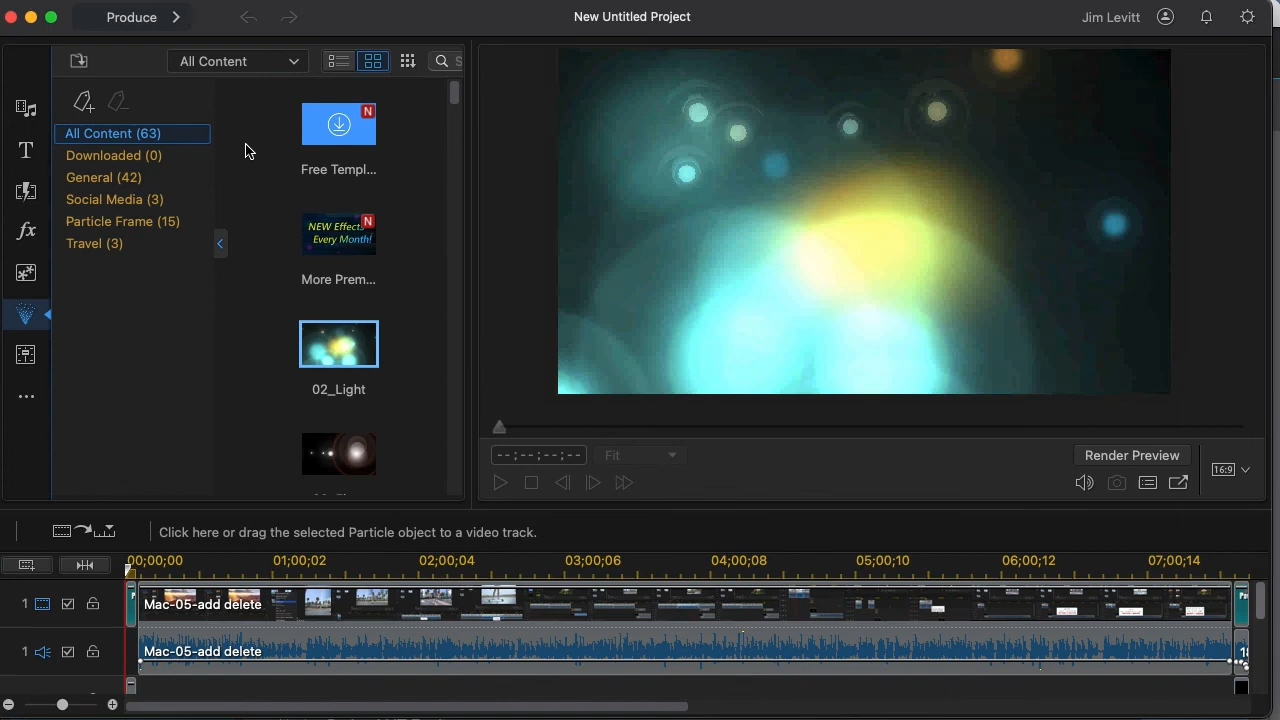 Produce
New Untitled Project
Jim Levitt
All Content
All Content (63)
Downloaded (0)
General (42)
Social Media (3)
Particle Frame (15)
Travel (3)
N
Free Templ...
NEW Effects
Every Month!
N
More Prem...
02_Light
--;--;--;--
Fit
Render Preview
16:9
Click here or drag the selected Particle object to a video track.
00;00;00
01;00;02
02;00;04
03;00;06
04;00;08
05;00;10
06;00;12
07;00;14
1
Mac-05-add delete
1
Mac-05-add delete